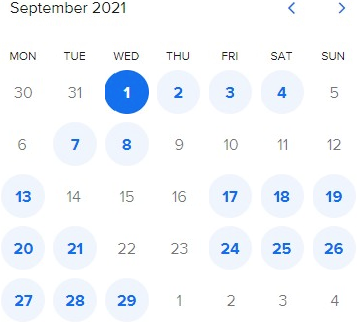 September 2021
MON TUE WED THU FRI SAT SUN
30 31 1 2 3 4 5
6 7 8 9 10 11 12
13 14 15 16 17 18 19
20 21 22 23 24 25 26
27 28 29 1 2 3 4